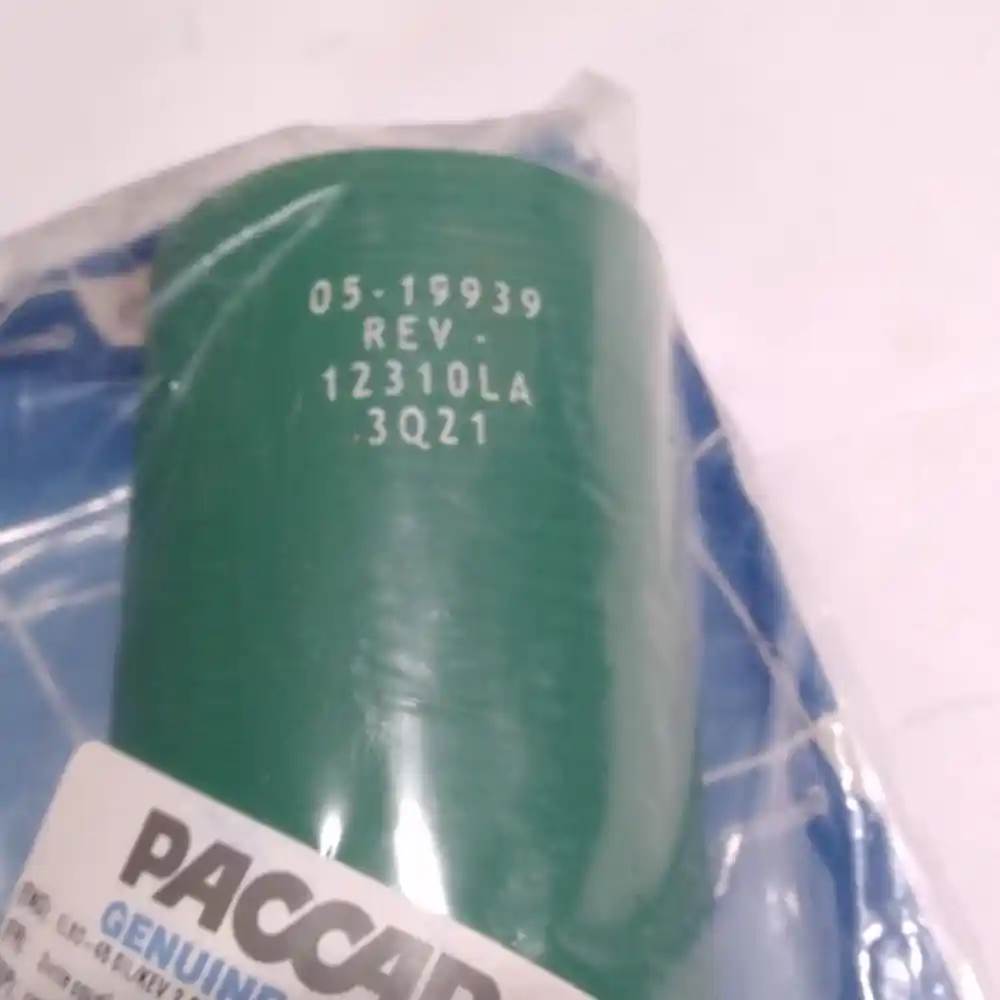 05-19939
REV -
12310LA
3Q21
PACCAR
GENUINE